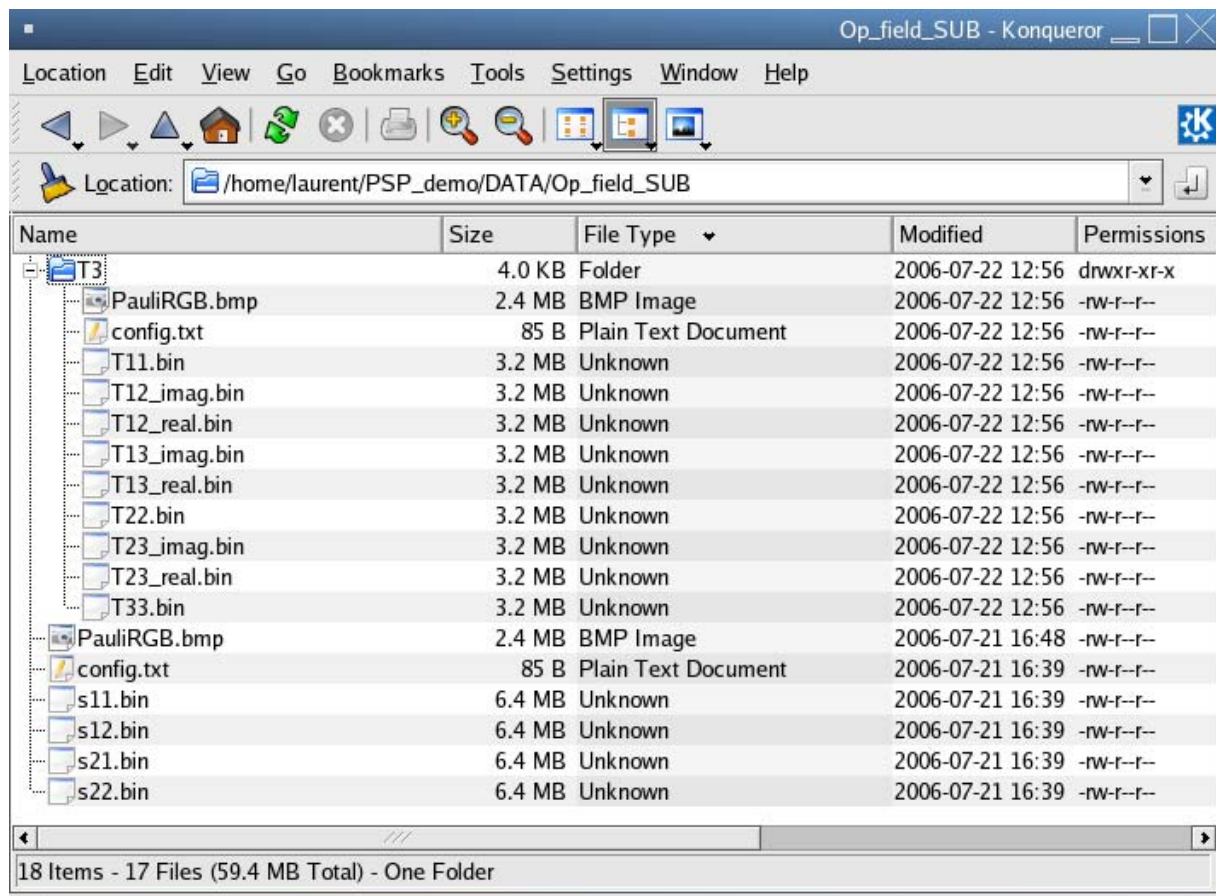 Op_field_SUB - Konqueror
Location Edit View Go Bookmarks Tools Settings Window Help
K
Location: /home/laurent/PSP_demo/DATA/Op_field_SUB
Name Size File Type Modified Permissions
T3 4.0 KB Folder 2006-07-22 12:56 drwxr-xr-x
PauliRGB.bmp 2.4 MB BMP Image 2006-07-22 12:56 -rw-r--r--
config.txt 85 B Plain Text Document 2006-07-22 12:56 -rw-r--r--
T11.bin 3.2 MB Unknown 2006-07-22 12:56 -rw-r--r--
T12_imag.bin 3.2 MB Unknown 2006-07-22 12:56 -rw-r--r--
T12_real.bin 3.2 MB Unknown 2006-07-22 12:56 -rw-r--r--
T13_imag.bin 3.2 MB Unknown 2006-07-22 12:56 -rw-r--r--
T13_real.bin 3.2 MB Unknown 2006-07-22 12:56 -rw-r--r--
T22.bin 3.2 MB Unknown 2006-07-22 12:56 -rw-r--r--
T23_imag.bin 3.2 MB Unknown 2006-07-22 12:56 -rw-r--r--
T23_real.bin 3.2 MB Unknown 2006-07-22 12:56 -rw-r--r--
T33.bin 3.2 MB Unknown 2006-07-22 12:56 -rw-r--r--
PauliRGB.bmp 2.4 MB BMP Image 2006-07-21 16:48 -rw-r--r--
config.txt 85 B Plain Text Document 2006-07-21 16:39 -rw-r--r--
s11.bin 6.4 MB Unknown 2006-07-21 16:39 -rw-r--r--
s12.bin 6.4 MB Unknown 2006-07-21 16:39 -rw-r--r--
s21.bin 6.4 MB Unknown 2006-07-21 16:39 -rw-r--r--
s22.bin 6.4 MB Unknown 2006-07-21 16:39 -rw-r--r--
18 Items - 17 Files (59.4 MB Total) - One Folder